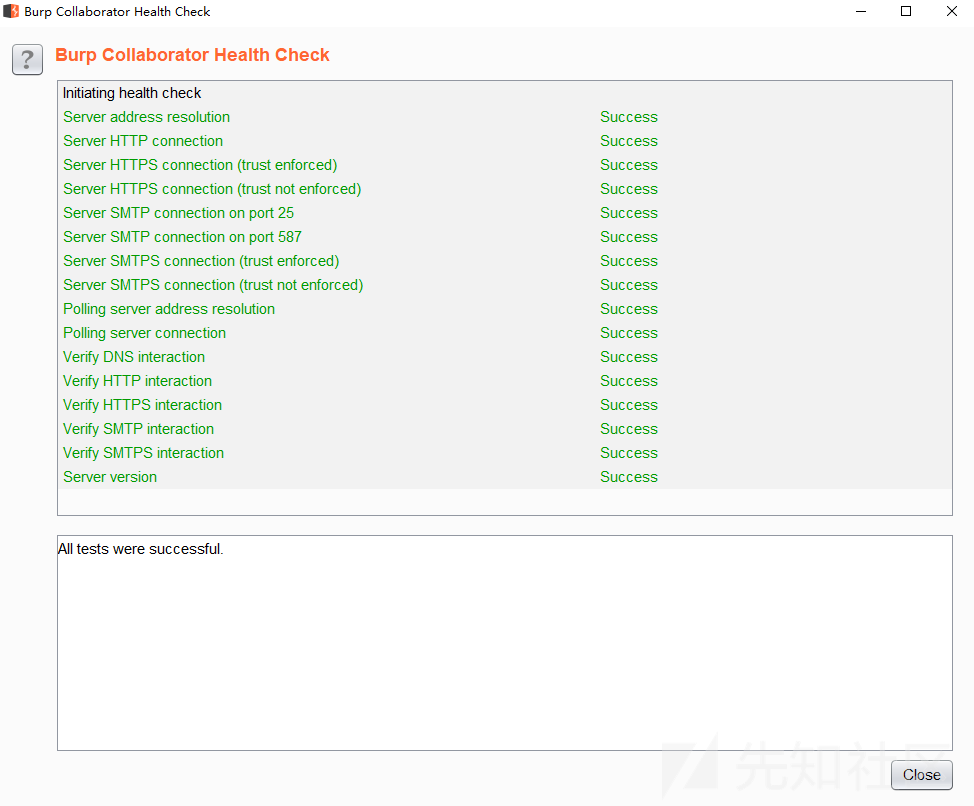 Burp Collaborator Health Check
? Burp Collaborator Health Check
Initiating health check
Server address resolution Success
Server HTTP connection Success
Server HTTPS connection (trust enforced) Success
Server HTTPS connection (trust not enforced) Success
Server SMTP connection on port 25 Success
Server SMTP connection on port 587 Success
Server SMTPS connection (trust enforced) Success
Server SMTPS connection (trust not enforced) Success
Polling server address resolution Success
Polling server connection Success
Verify DNS interaction Success
Verify HTTP interaction Success
Verify HTTPS interaction Success
Verify SMTP interaction Success
Verify SMTPS interaction Success
Server version Success
All tests were successful.
先知社区
Close